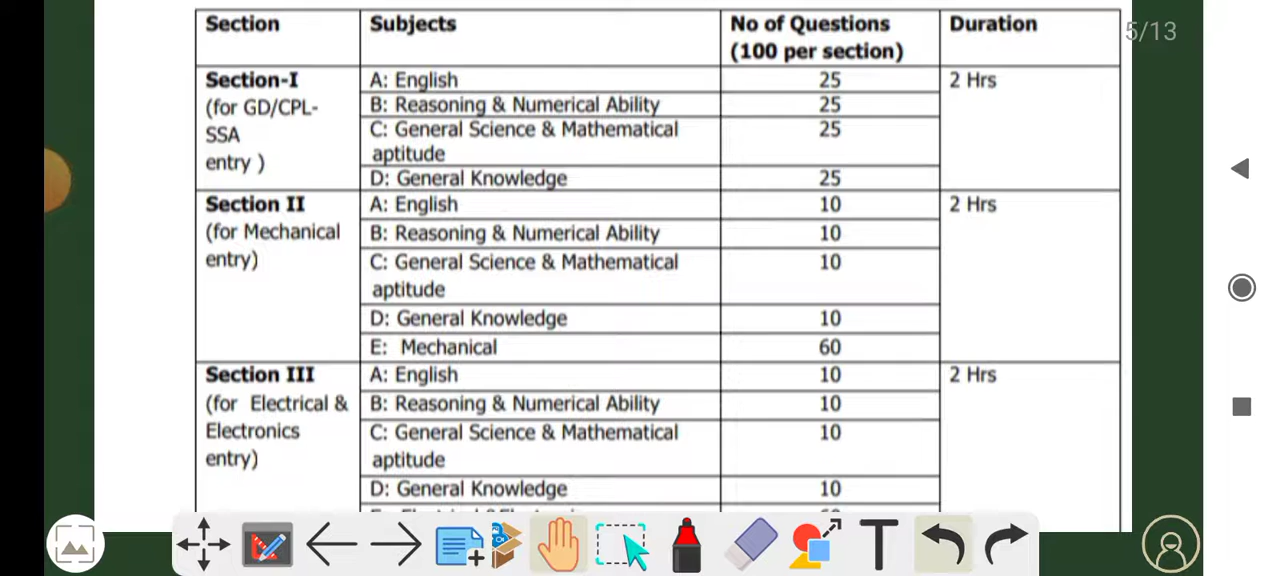 Section Subjects No of Questions Duration
(100 per section)
5/13
Section-I A: English 25 2 Hrs
(for GD/CPL- B: Reasoning & Numerical Ability 25
SSA C: General Science & Mathematical 25
entry ) aptitude
D: General Knowledge 25
Section II A: English 10 2 Hrs
(for Mechanical B: Reasoning & Numerical Ability 10
entry) C: General Science & Mathematical 10
aptitude
D: General Knowledge 10
E: Mechanical 60
Section III A: English 10 2 Hrs
(for Electrical & B: Reasoning & Numerical Ability 10
Electronics C: General Science & Mathematical 10
entry) aptitude
D: General Knowledge 10
T